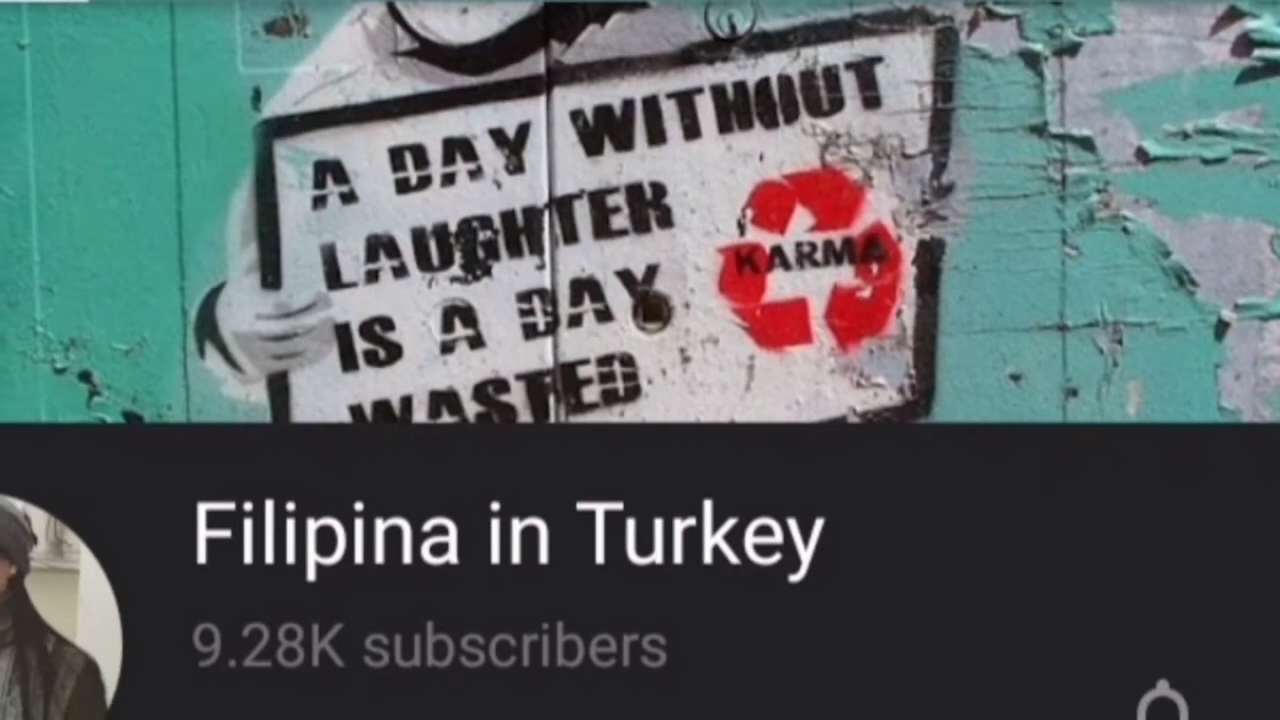 A DAY WITHOUT
LAUGHTER
IS A DAY
WASTED
KARMA
Filipina in Turkey
9.28K subscribers